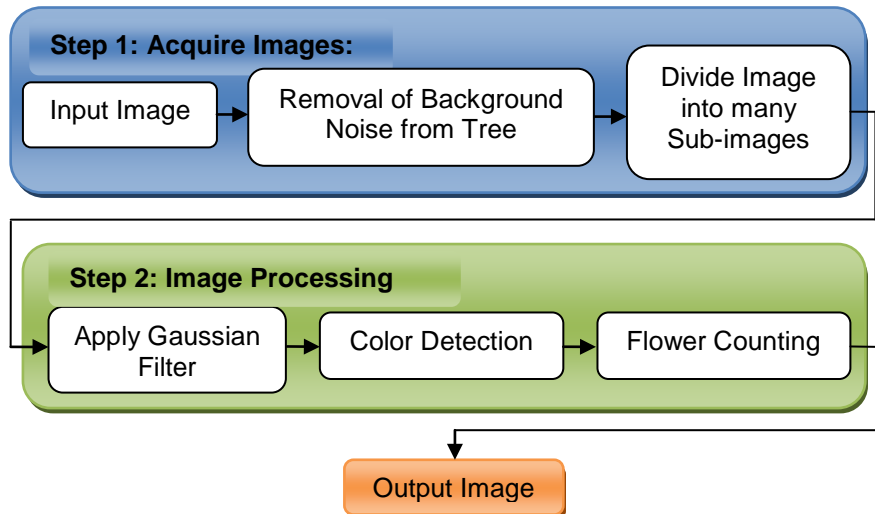 Step 1: Acquire Images:
Input Image
Removal of Background
Noise from Tree
Divide Image
into many
Sub-images
Step 2: Image Processing
Apply Gaussian
Filter
Color Detection
Flower Counting
Output Image